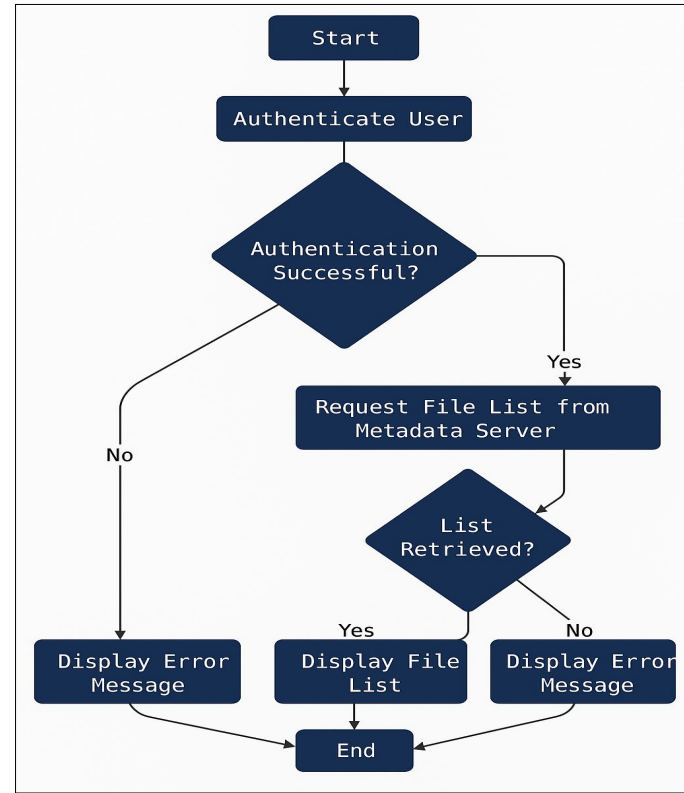 Start
Authenticate User
Authentication
Successful?
Yes
Request File List from
Metadata Server
No
List
Retrieved?
Yes
No
Display Error
Message
Display File
List
Display Error
Message
End